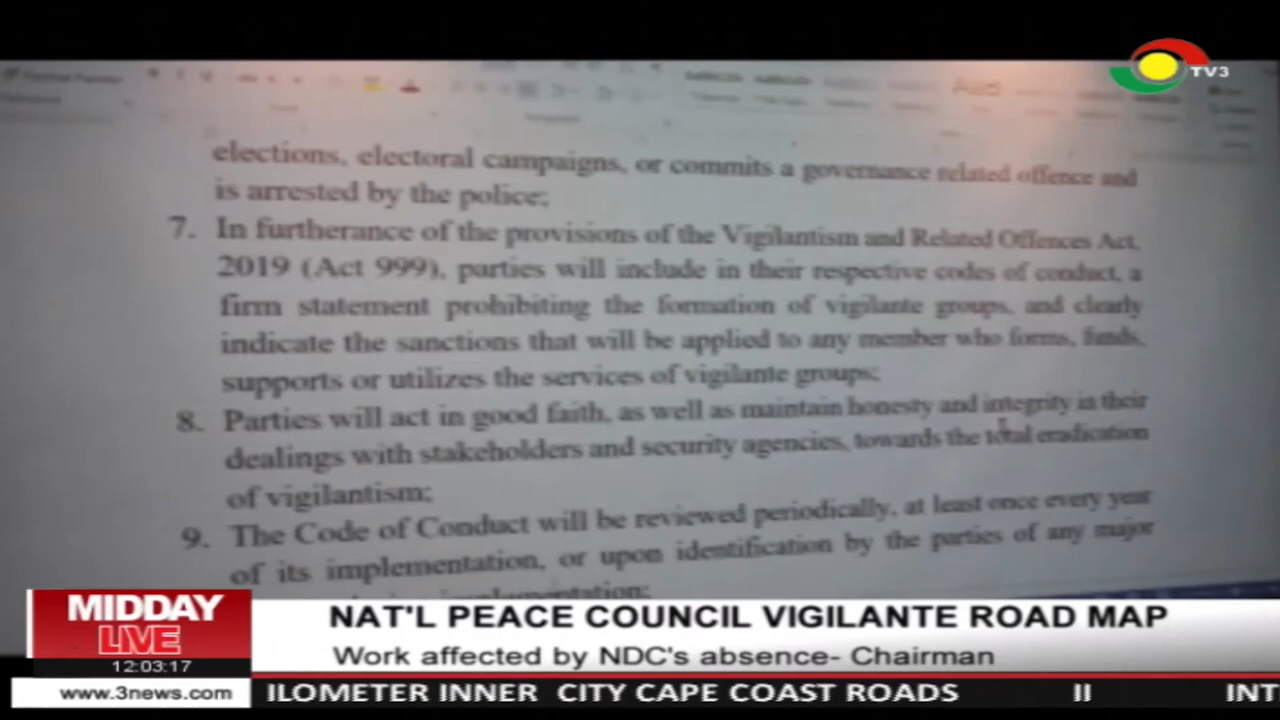 TV3
elections, electoral campaigns, or commits a governance related offence and
is arrested by the police;
7. In furtherance of the provisions of the Vigilantism and Related Offences Act,
2019 (Act 999), parties will include in their respective codes of conduct, a
firm statement prohibiting the formation of vigilante groups, and clearly
indicate the sanctions that will be applied to any member who forms, funds,
supports or utilizes the services of vigilante groups;
8. Parties will act in good faith, as well as maintain honesty and integrity in their
dealings with stakeholders and security agencies, towards the total eradication
of vigilantism;
9. The Code of Conduct will be reviewed periodically, at least once every year
of its implementation, or upon identification by the parties of any major
implementation;
MIDDAY
LIVE
12:03:17
www.3news.com
NAT'L PEACE COUNCIL VIGILANTE ROAD MAP
Work affected by NDC's absence- Chairman
ILOMETER INNER CITY CAPE COAST ROADS II INT